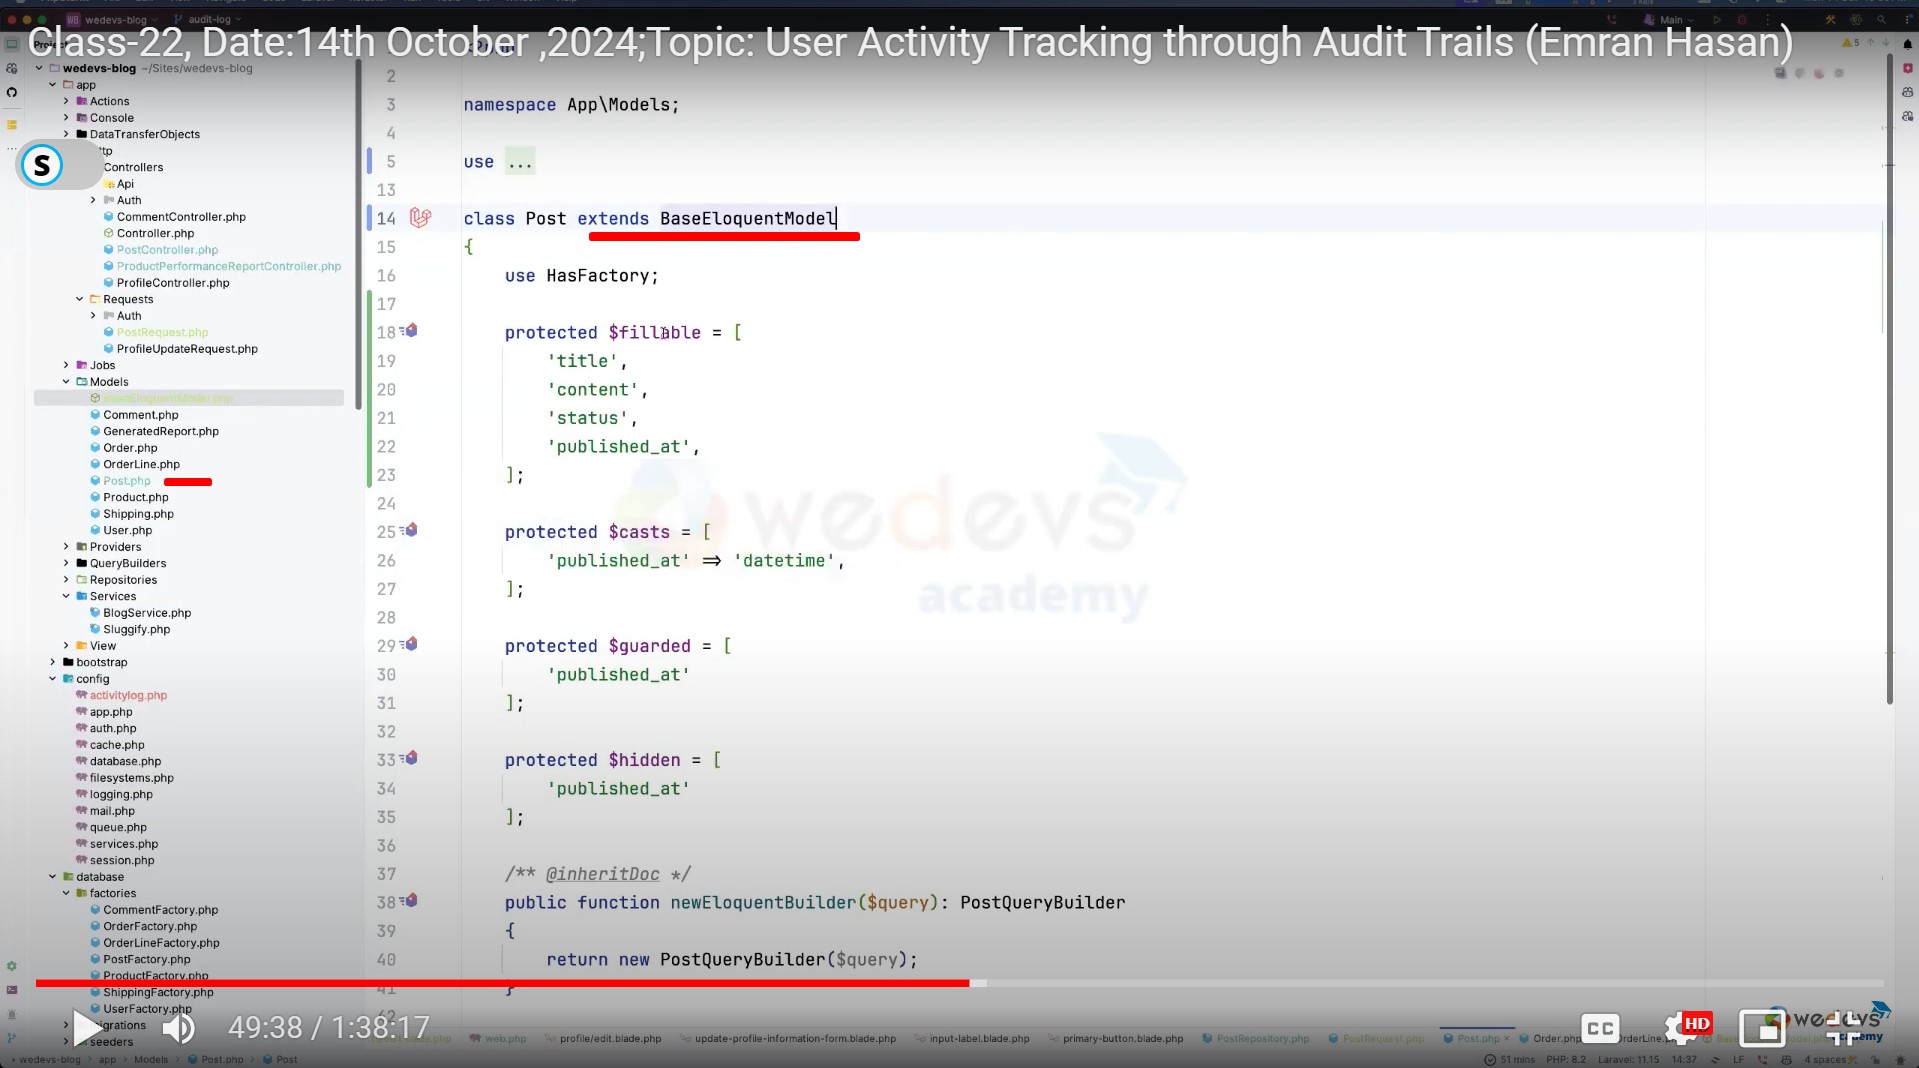 Class-22, Date:14th October ,2024;Topic: User Activity Tracking through Audit Trails (Emran Hasan)
wedevs-blog
audit-log
Main
5
wedevs-blog ~/Sites/wedevs-blog
app
Actions
Console
DataTransferObjects
Controllers
Api
Auth
CommentController.php
Controller.php
PostController.php
ProductPerformanceReportController.php
ProfileController.php
Requests
Auth
PostRequest.php
ProfileUpdateRequest.php
Jobs
Models
BaseEloquentModel.php
Comment.php
GeneratedReport.php
Order.php
OrderLine.php
Post.php
Product.php
Shipping.php
User.php
Providers
QueryBuilders
Repositories
Services
BlogService.php
Sluggify.php
View
bootstrap
config
activitylog.php
app.php
auth.php
cache.php
database.php
filesystems.php
logging.php
mail.php
queue.php
services.php
session.php
database
factories
CommentFactory.php
OrderFactory.php
OrderLineFactory.php
PostFactory.php
ProductFactory.php
ShippingFactory.php
UserFactory.php
migrations
seeders
2
3 namespace App\Models;
4
5 use ...
13
14 class Post extends BaseEloquentModel
15 {
16 use HasFactory;
17
18 protected $fillable = [
19 'title',
20 'content',
21 'status',
22 'published_at',
23 ];
24
25 protected $casts = [
26 'published_at' ⇒ 'datetime',
27 ];
28
29 protected $guarded = [
30 'published_at'
31 ];
32
33 protected $hidden = [
34 'published_at'
35 ];
36
37 /** @inheritDoc */
38 public function newEloquentBuilder($query): PostQueryBuilder
39 {
40 return new PostQueryBuilder($query);
41 }
42
wedevs
academy
S
49:38 / 1:38:17
CC
HD
wedevs
academy
web.php
profile/edit.blade.php
update-profile-information-form.blade.php
input-label.blade.php
primary-button.blade.php
PostRepository.php
PostRequest.php
Post.php
wedevs-blog > app > Models > Post.php > Post
51 mins PHP: 8.2 Laravel: 11.15 14:37 LF 4 spaces